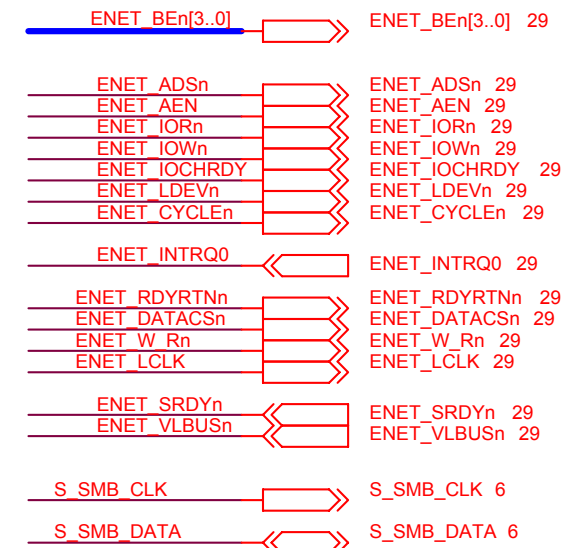 ENET_BEn[3..0] ENET_BEn[3..0] 29
ENET_ADSn ENET_ADSn 29
ENET_AEN ENET_AEN 29
ENET_IORn ENET_IORn 29
ENET_IOWn ENET_IOWn 29
ENET_IOCHRDY ENET_IOCHRDY 29
ENET_LDEVn ENET_LDEVn 29
ENET_CYCLEn ENET_CYCLEn 29
ENET_INTRQ0 ENET_INTRQ0 29
ENET_RDYRTNn ENET_RDYRTNn 29
ENET_DATACSn ENET_DATACSn 29
ENET_W_Rn ENET_W_Rn 29
ENET_LCLK ENET_LCLK 29
ENET_SRDYn ENET_SRDYn 29
ENET_VLBUSn ENET_VLBUSn 29
S_SMB_CLK S_SMB_CLK 6
S_SMB_DATA S_SMB_DATA 6